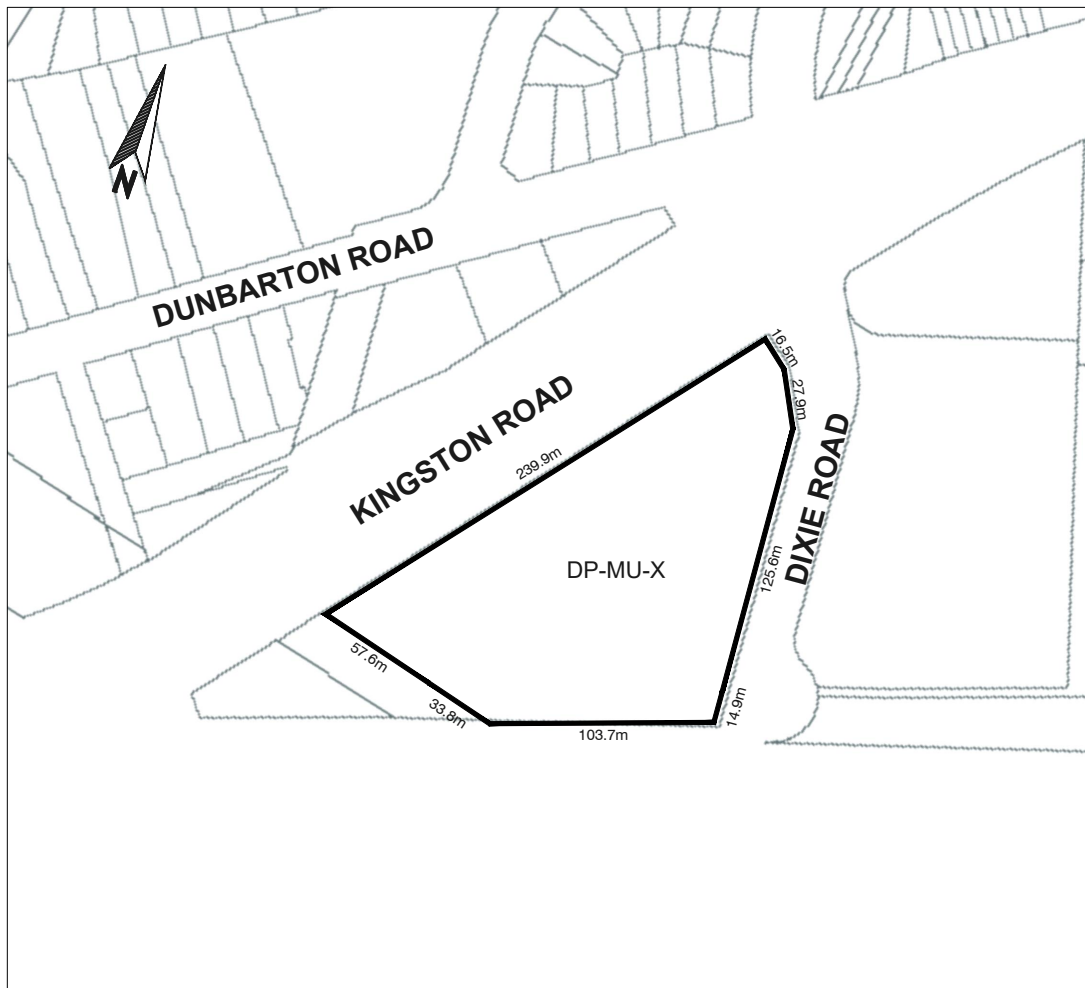 N
DUNBARTON ROAD
KINGSTON ROAD
DIXIE ROAD
16.5m
27.9m
239.9m
125.6m
DP-MU-X
57.6m
33.8m
14.9m
103.7m